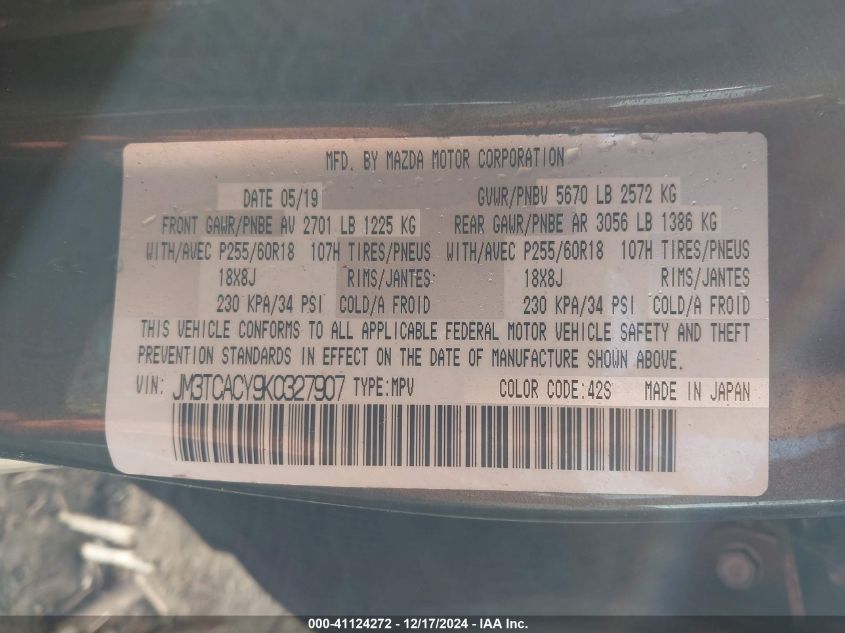 MFD. BY MAZDA MOTOR CORPORATION
DATE 05/19 GVWR/PNBV 5670 LB 2572 KG
FRONT GAWR/PNBE AV 2701 LB 1225 KG REAR GAWR/PNBE AR 3056 LB 1386 KG
WITH/AVEC P255/60R18 107H TIRES/PNEUS WITH/AVEC P255/60R18 107H TIRES/PNEUS
18X8J RIMS/JANTES 18X8J RIMS/JANTES
230 KPA/34 PSI COLD/A FROID 230 KPA/34 PSI COLD/A FROID
THIS VEHICLE CONFORMS TO ALL APPLICABLE FEDERAL MOTOR VEHICLE SAFETY AND THEFT
PREVENTION STANDARDS IN EFFECT ON THE DATE OF MANUFACTURE SHOWN ABOVE.
VIN: JM3TCACY9K0327907 TYPE:MPV COLOR CODE:42S MADE IN JAPAN
000-41124272 - 12/17/2024 - IAA Inc.